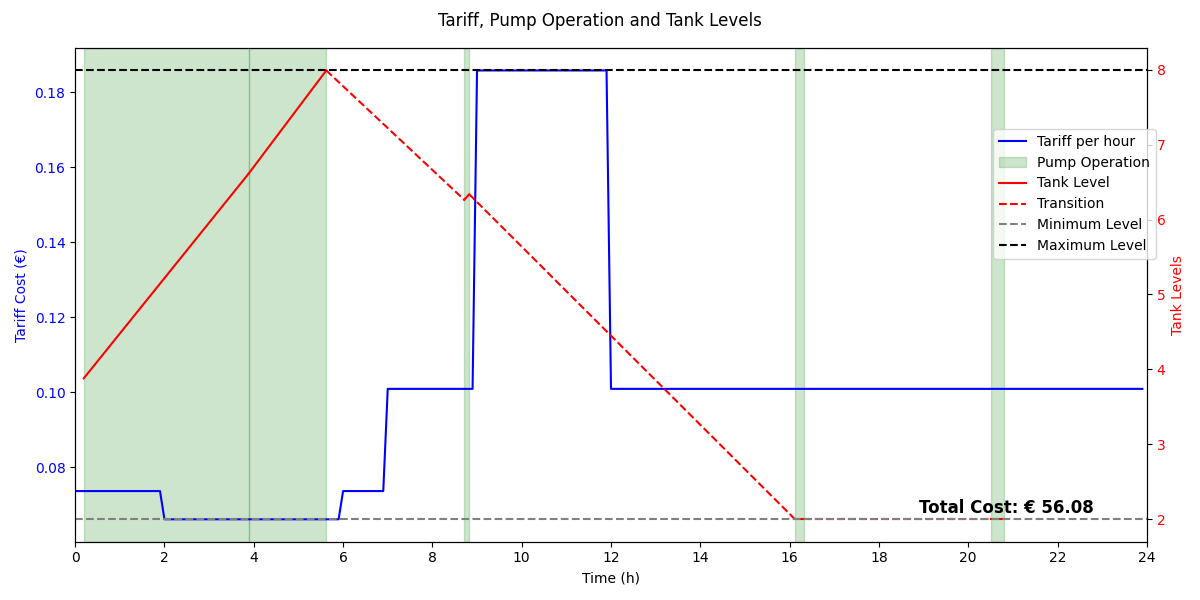 Tariff, Pump Operation and Tank Levels
Tariff Cost (€)
0.18
0.16
0.14
0.12
0.10
0.08
8
7
6
5
4
3
2
Tank Levels
Tariff per hour
Pump Operation
Tank Level
Transition
Minimum Level
Maximum Level
Total Cost: € 56.08
0 2 4 6 8 10 12 14 16 18 20 22 24
Time (h)